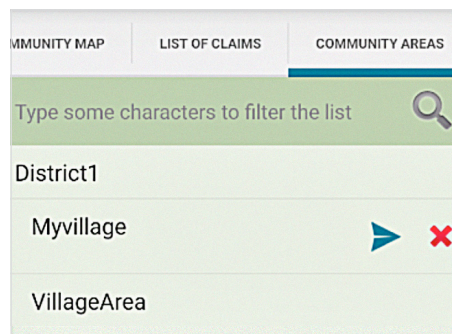 MMUNITY MAP LIST OF CLAIMS COMMUNITY AREAS
Type some characters to filter the list
District1
Myvillage
VillageArea